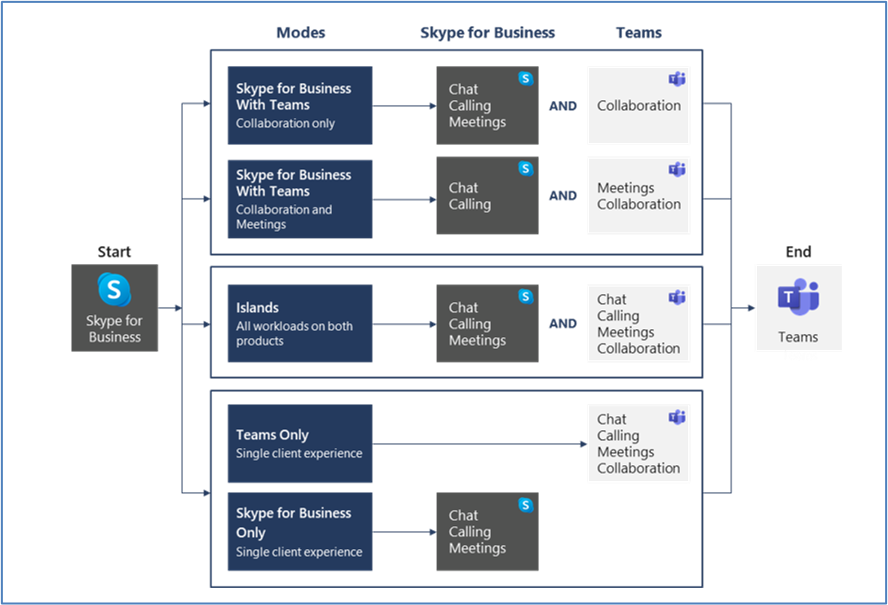 Modes
Skype for Business
Teams
Skype for Business
With Teams
Collaboration only
S
Chat
Calling
Meetings
AND
T
Collaboration
Skype for Business
With Teams
Collaboration and
Meetings
S
Chat
Calling
AND
T
Meetings
Collaboration
Start
S
Skype for
Business
Islands
All workloads on both
products
S
Chat
Calling
Meetings
AND
T
Chat
Calling
Meetings
Collaboration
End
T
Teams
Teams Only
Single client experience
T
Chat
Calling
Meetings
Collaboration
Skype for Business
Only
Single client experience
S
Chat
Calling
Meetings